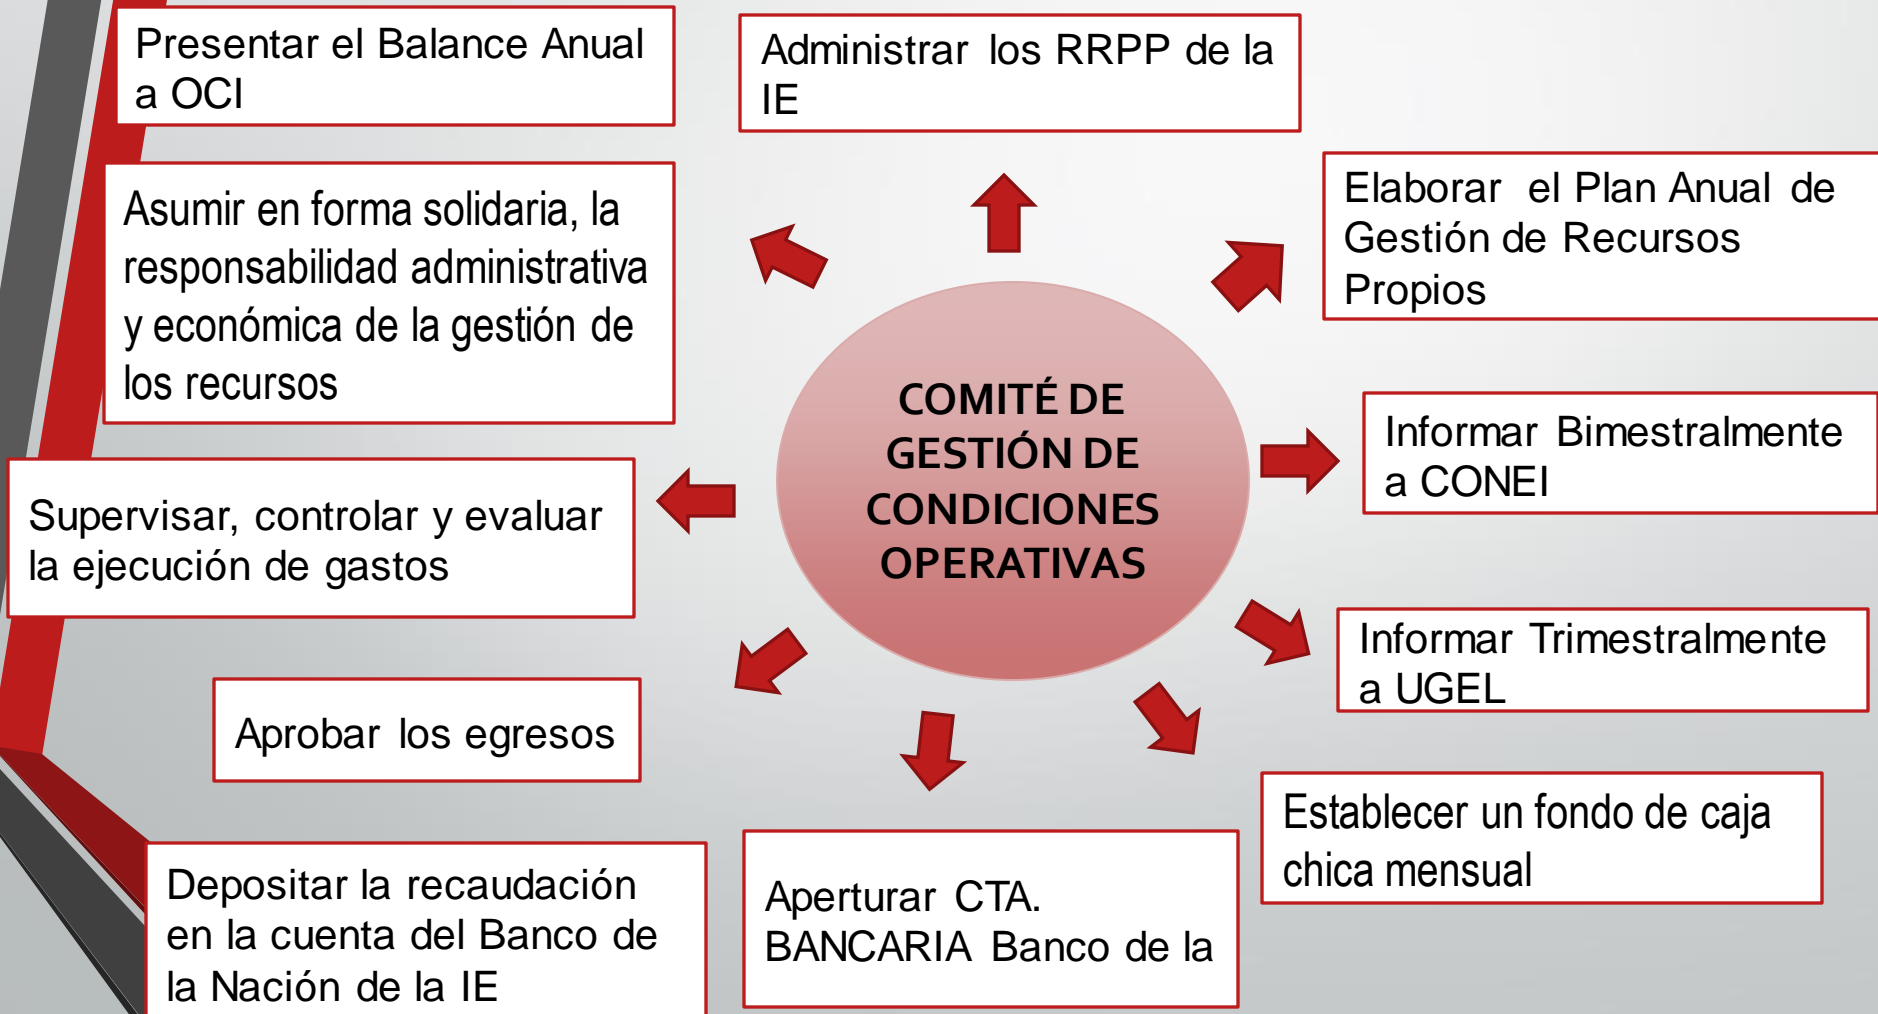 Presentar el Balance Anual
a OCI
Administrar los RRPP de la
IE
Asumir en forma solidaria, la
responsabilidad administrativa
y económica de la gestión de
los recursos
Elaborar el Plan Anual de
Gestión de Recursos
Propios
COMITÉ DE
GESTIÓN DE
CONDICIONES
OPERATIVAS
Informar Bimestralmente
a CONEI
Supervisar, controlar y evaluar
la ejecución de gastos
Informar Trimestralmente
a UGEL
Aprobar los egresos
Establecer un fondo de caja
chica mensual
Depositar la recaudación
en la cuenta del Banco de
la Nación de la IE
Aperturar CTA.
BANCARIA Banco de la